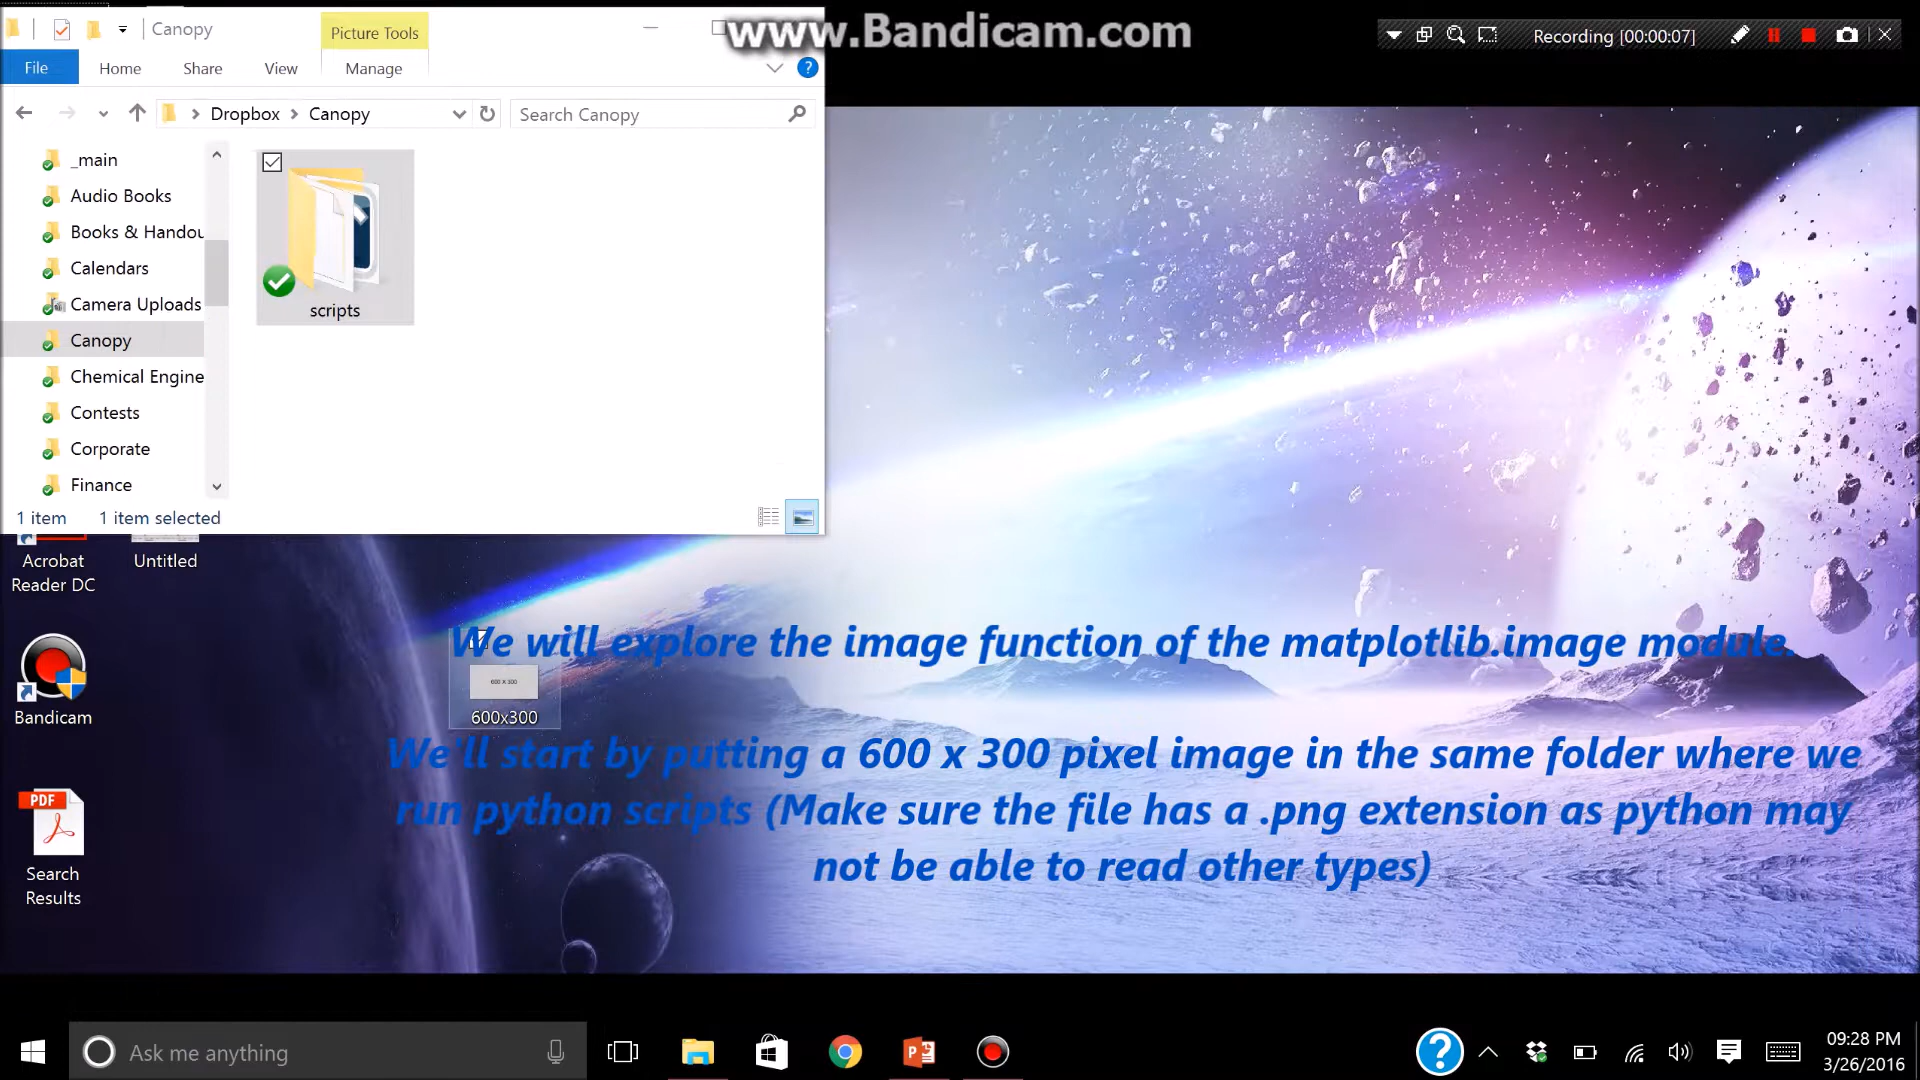 Canopy
Picture Tools
www.Bandicam.com
Recording [00:00:07]
File
Home
Share
View
Manage
Dropbox
Canopy
Search Canopy
_main
Audio Books
Books & Handou
Calendars
Camera Uploads
Canopy
Chemical Engine
Contests
Corporate
Finance
scripts
1 item
1 item selected
Acrobat
Reader DC
Untitled
Bandicam
600 X 300
600x300
We will explore the image function of the matplotlib.image module.
We'll start by putting a 600 x 300 pixel image in the same folder where we
run python scripts (Make sure the file has a .png extension as python may
not be able to read other types)
PDF
Search
Results
Ask me anything
09:28 PM
3/26/2016